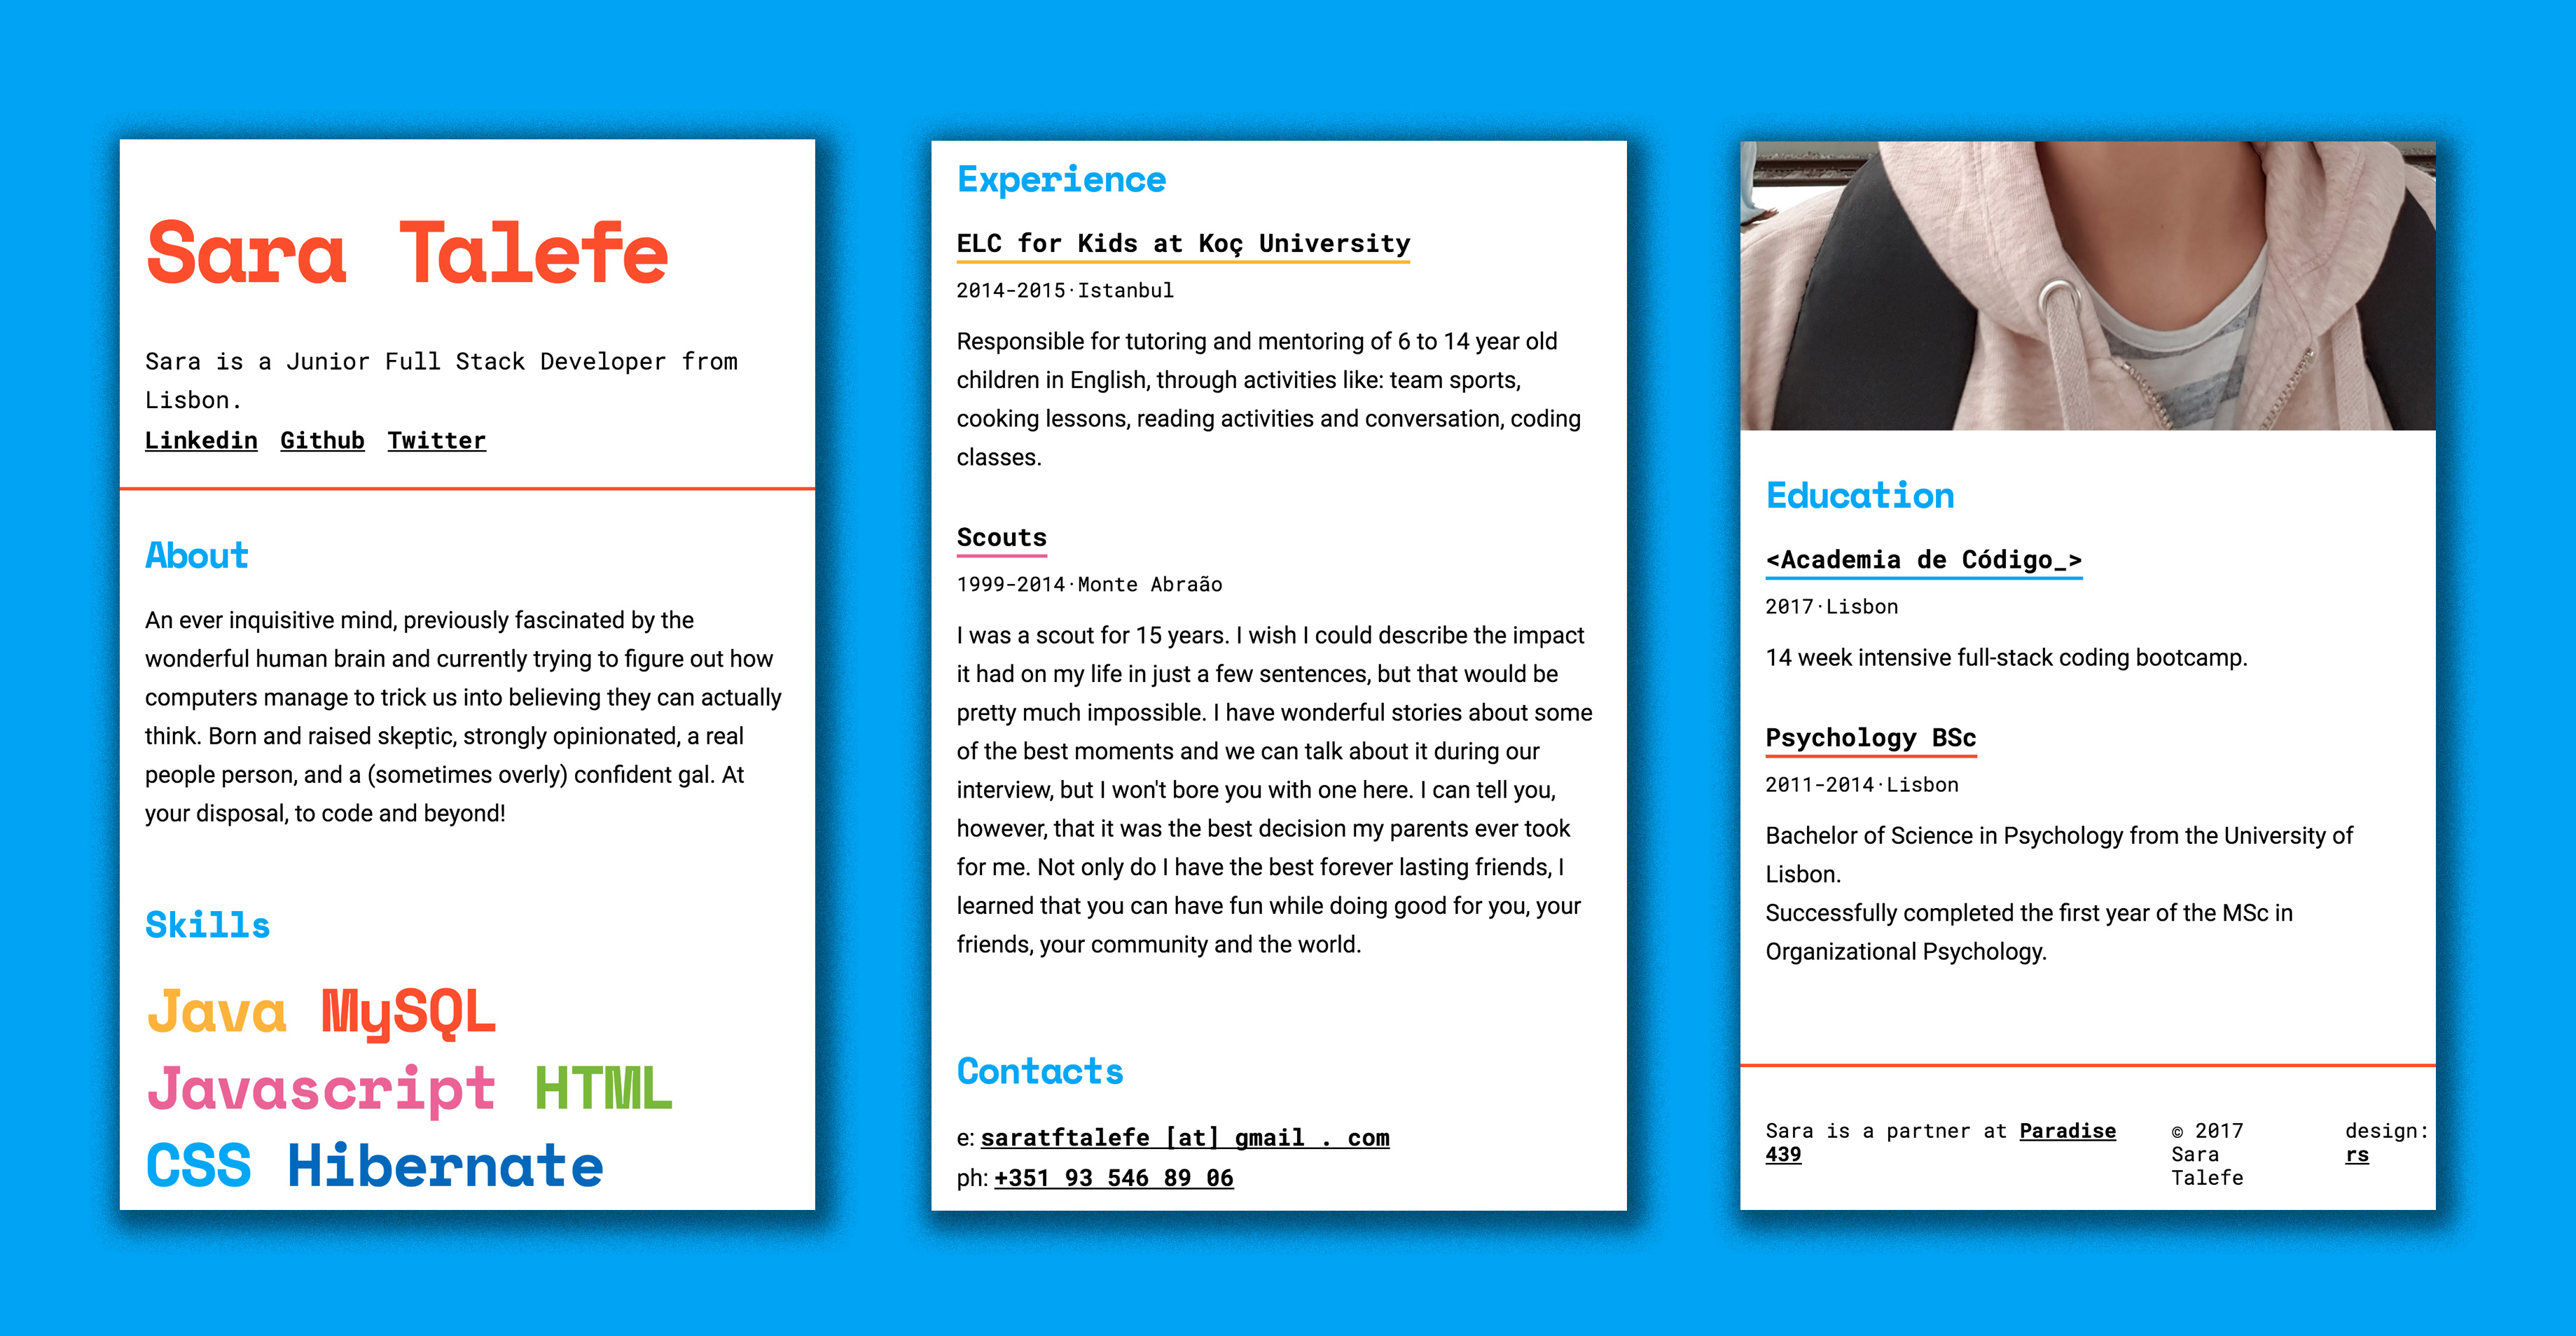 Sara Talefe
Sara is a Junior Full Stack Developer from
Lisbon.
Linkedin Github Twitter
About
An ever inquisitive mind, previously fascinated by the
wonderful human brain and currently trying to figure out how
computers manage to trick us into believing they can actually
think. Born and raised skeptic, strongly opinionated, a real
people person, and a (sometimes overly) confident gal. At
your disposal, to code and beyond!
Skills
Java MySQL
Javascript HTML
CSS Hibernate
Experience
ELC for Kids at Koç University
2014-2015·Istanbul
Responsible for tutoring and mentoring of 6 to 14 year old
children in English, through activities like: team sports,
cooking lessons, reading activities and conversation, coding
classes.
Scouts
1999-2014·Monte Abraão
I was a scout for 15 years. I wish I could describe the impact
it had on my life in just a few sentences, but that would be
pretty much impossible. I have wonderful stories about some
of the best moments and we can talk about it during our
interview, but I won't bore you with one here. I can tell you,
however, that it was the best decision my parents ever took
for me. Not only do I have the best forever lasting friends, I
learned that you can have fun while doing good for you, your
friends, your community and the world.
Contacts
e: saratftalefe [at] gmail . com
ph: +351 93 546 89 06
Education
<Academia de Código_>
2017·Lisbon
14 week intensive full-stack coding bootcamp.
Psychology BSc
2011-2014·Lisbon
Bachelor of Science in Psychology from the University of
Lisbon.
Successfully completed the first year of the MSc in
Organizational Psychology.
Sara is a partner at Paradise
439
© 2017
Sara
Talefe
design:
rs